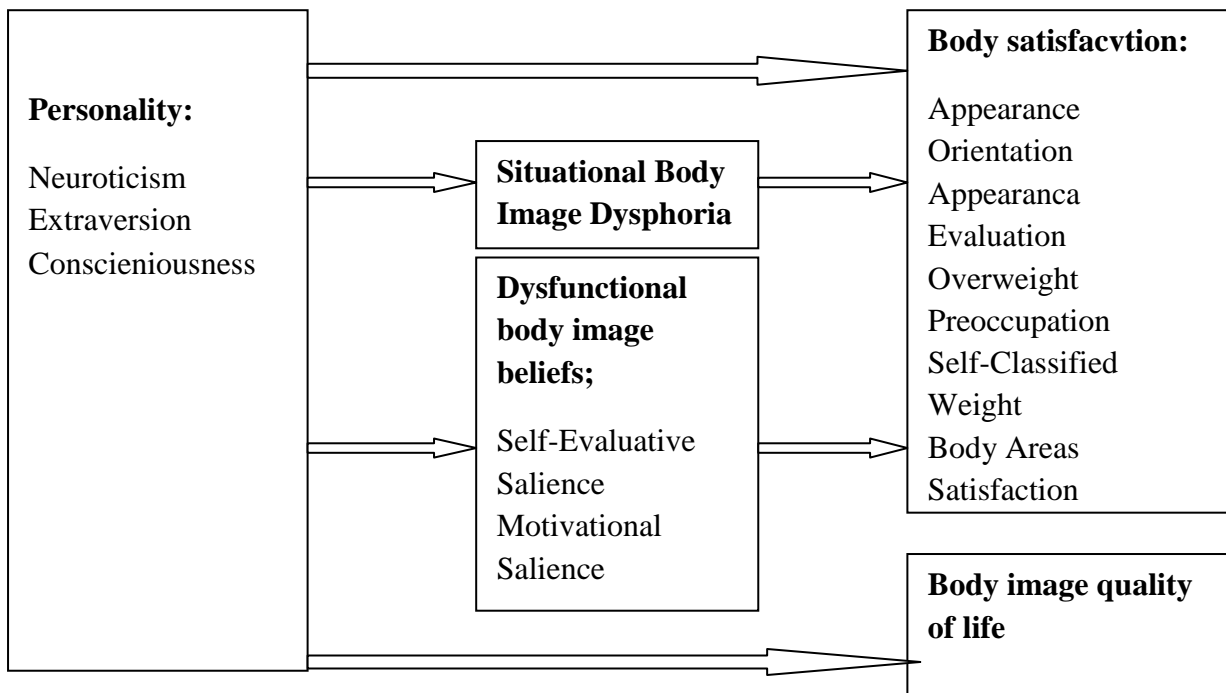 Personality:
Neuroticism
Extraversion
Conscieniousness
Situational Body
Image Dysphoria
Dysfunctional
body image
beliefs;
Self-Evaluative
Salience
Motivational
Salience
Body satisfacvtion:
Appearance
Orientation
Appearanca
Evaluation
Overweight
Preoccupation
Self-Classified
Weight
Body Areas
Satisfaction
Body image quality
of life